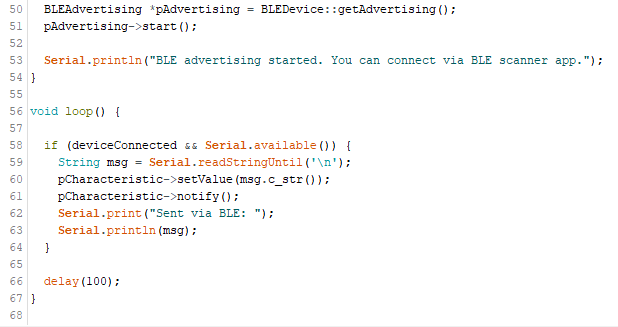 50 BLEAdvertising *pAdvertising = BLEDevice::getAdvertising();
51 pAdvertising->start();
52
53 Serial.println("BLE advertising started. You can connect via BLE scanner app.");
54 }
55
56 void loop() {
57
58 if (deviceConnected && Serial.available()) {
59 String msg = Serial.readStringUntil('\n');
60 pCharacteristic->setValue(msg.c_str());
61 pCharacteristic->notify();
62 Serial.print("Sent via BLE: ");
63 Serial.println(msg);
64 }
65
66 delay(100);
67 }
68